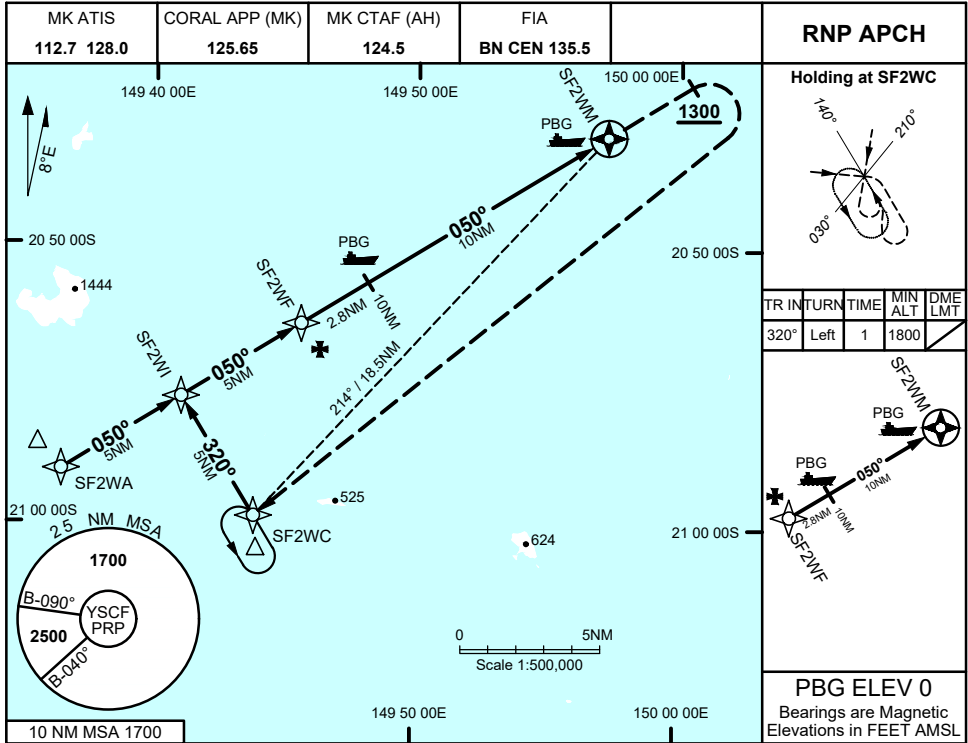 MK ATIS
112.7 128.0
CORAL APP (MK)
125.65
MK CTAF (AH)
124.5
FIA
BN CEN 135.5
RNP APCH
149 40 00E
149 50 00E
150 00 00E
8°E
SF2WM
PBG
1300
050°
10NM
20 50 00S
20 50 00S
PBG
1444
SF2WF
2.8NM
10NM
SF2WI
050°
5NM
214° / 18.5NM
050°
5NM
SF2WA
320°
5NM
525
SF2WC
624
21 00 00S
21 00 00S
25 NM MSA
1700
B-090°
YSCF
PRP
2500
B-040°
0 5NM
Scale 1:500,000
149 50 00E
150 00 00E
10 NM MSA 1700
Holding at SF2WC
140°
210°
030°
TR IN TURN TIME MIN ALT DME LMT
320° Left 1 1800
SF2WM
PBG
PBG
050°
10NM
2.8NM
10NM
SF2WF
PBG ELEV 0
Bearings are Magnetic
Elevations in FEET AMSL